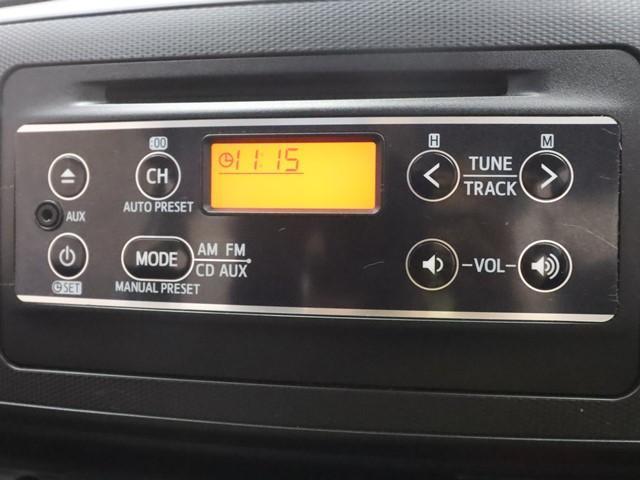 :00
H
M
11:15
CH
TUNE
TRACK
AUTO PRESET
AUX
MODE
AM FM
CD AUX
-VOL-
SET
MANUAL PRESET